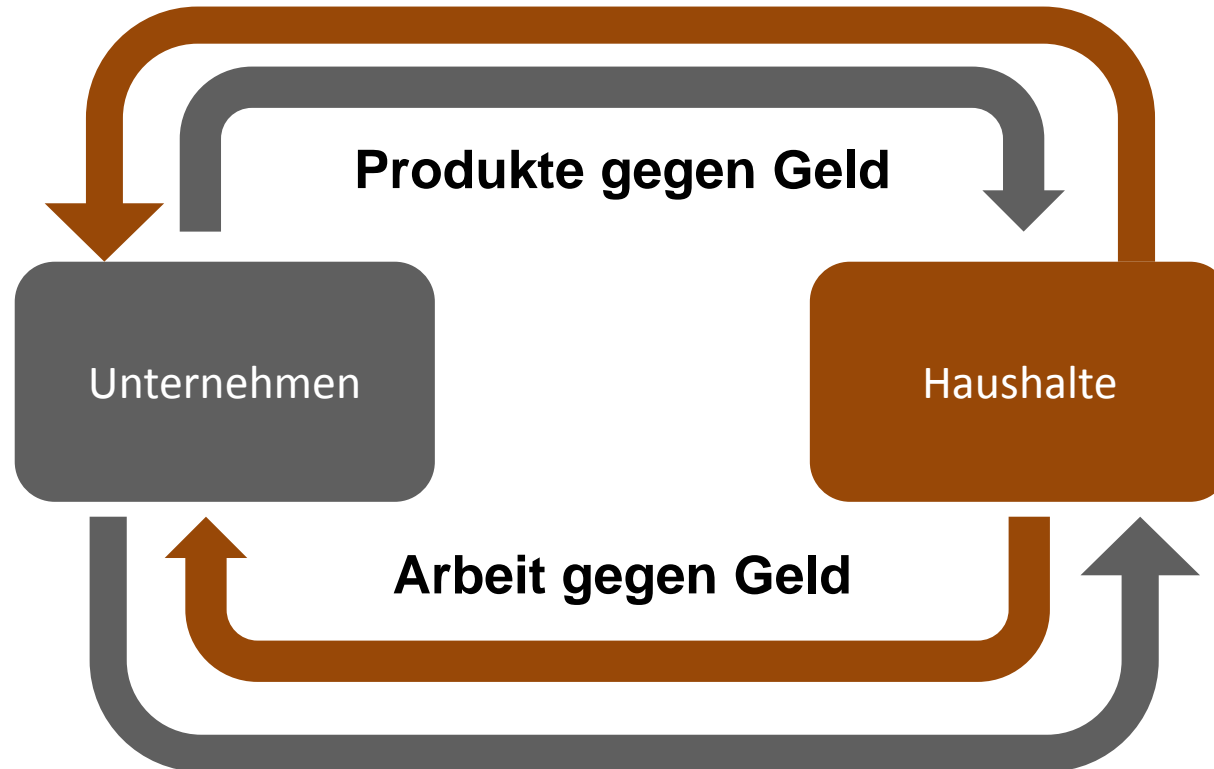 Produkte gegen Geld
Unternehmen
Haushalte
Arbeit gegen Geld